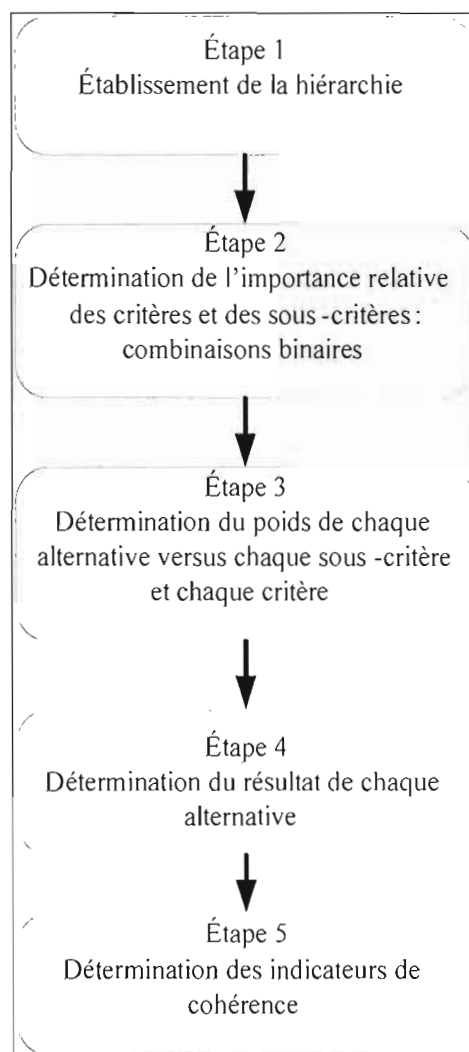 Étape 1
Établissement de la hiérarchie
Étape 2
Détermination de l'importance relative
des critères et des sous -critères :
combinaisons binaires
Étape 3
Détermination du poids de chaque
alternative versus chaque sous -critère
et chaque critère
Étape 4
Détermination du résultat de chaque
alternative
Étape 5
Détermination des indicateurs de
cohérence